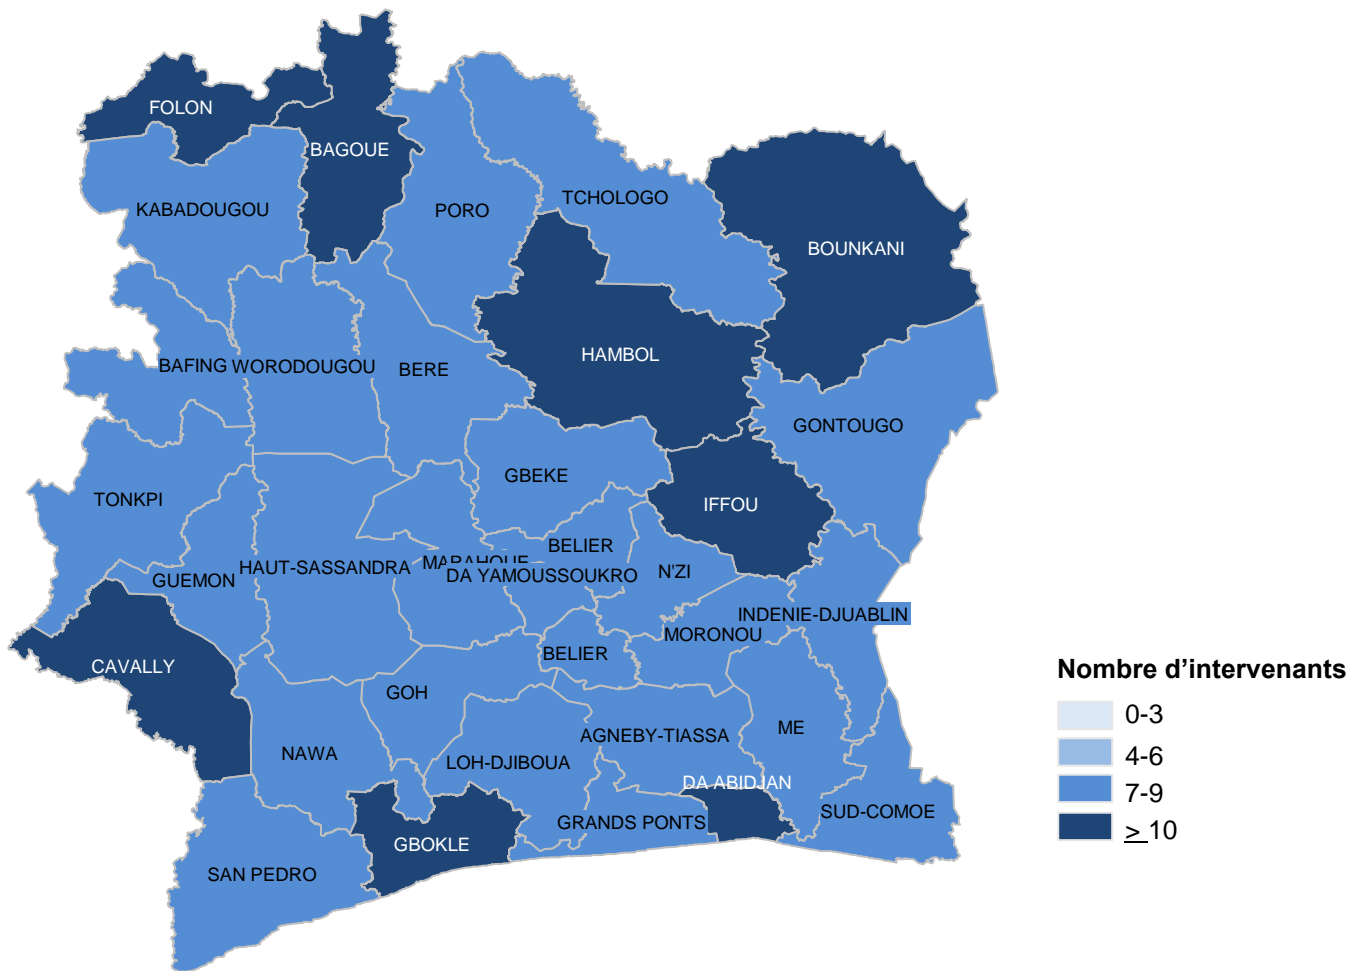 FOLON
BAGOUE
KABADOUGOU
PORO
TCHOLOGO
BOUNKANI
HAMBOL
BAFING
WORODOUGOU
BERE
GONTOUGO
GBEKE
TONKPI
IFFOU
BELIER
HAUT-SASSANDRA
MARAHOUE
DA YAMOUSSOUKRO
N'ZI
GUEMON
INDENIE-DJUABLIN
MORONOU
BELIER
CAVALLY
GOH
ME
AGNEBY-TIASSA
NAWA
LOH-DJIBOUA
DA ABIDJAN
SUD-COMOE
GRANDS PONTS
GBOKLE
SAN PEDRO
Nombre d’intervenants
0-3
4-6
7-9
> 10